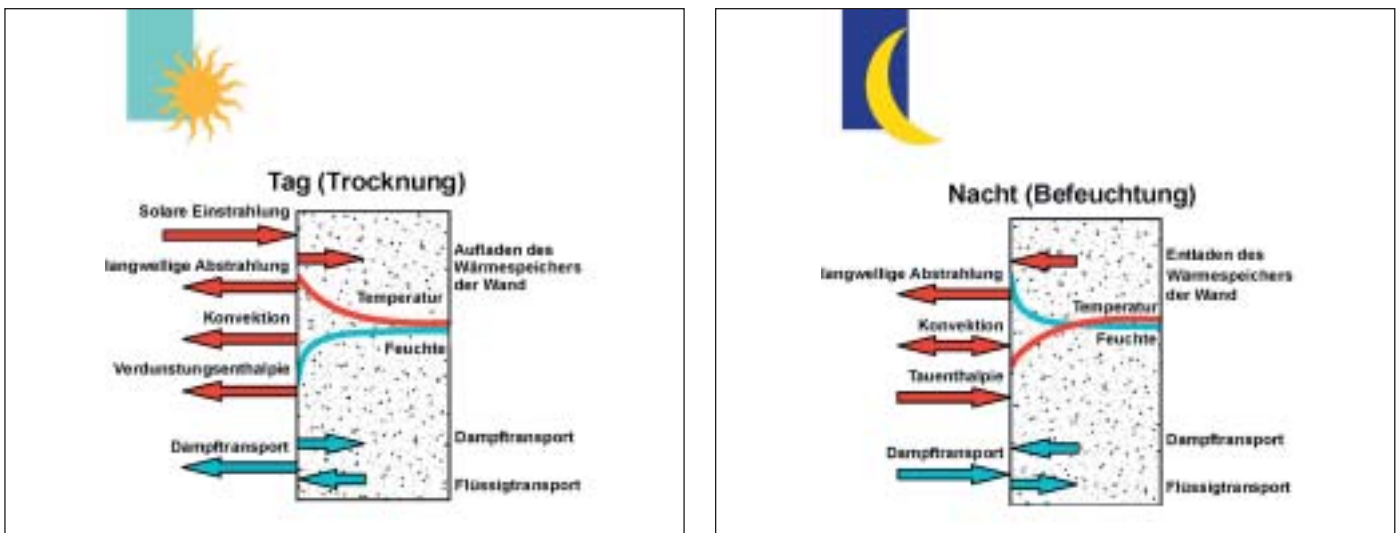 Tag (Trocknung)
Solare Einstrahlung
langwellige Abstrahlung
Konvektion
Verdunstungsenthalpie
Dampftransport
Aufladen des
Wärmespeichers
der Wand
Temperatur
Feuchte
Dampftransport
Flüssigtransport
Nacht (Befeuchtung)
langwellige Abstrahlung
Konvektion
Tauenthalpie
Dampftransport
Entladen des
Wärmespeichers
der Wand
Temperatur
Feuchte
Dampftransport
Flüssigtransport